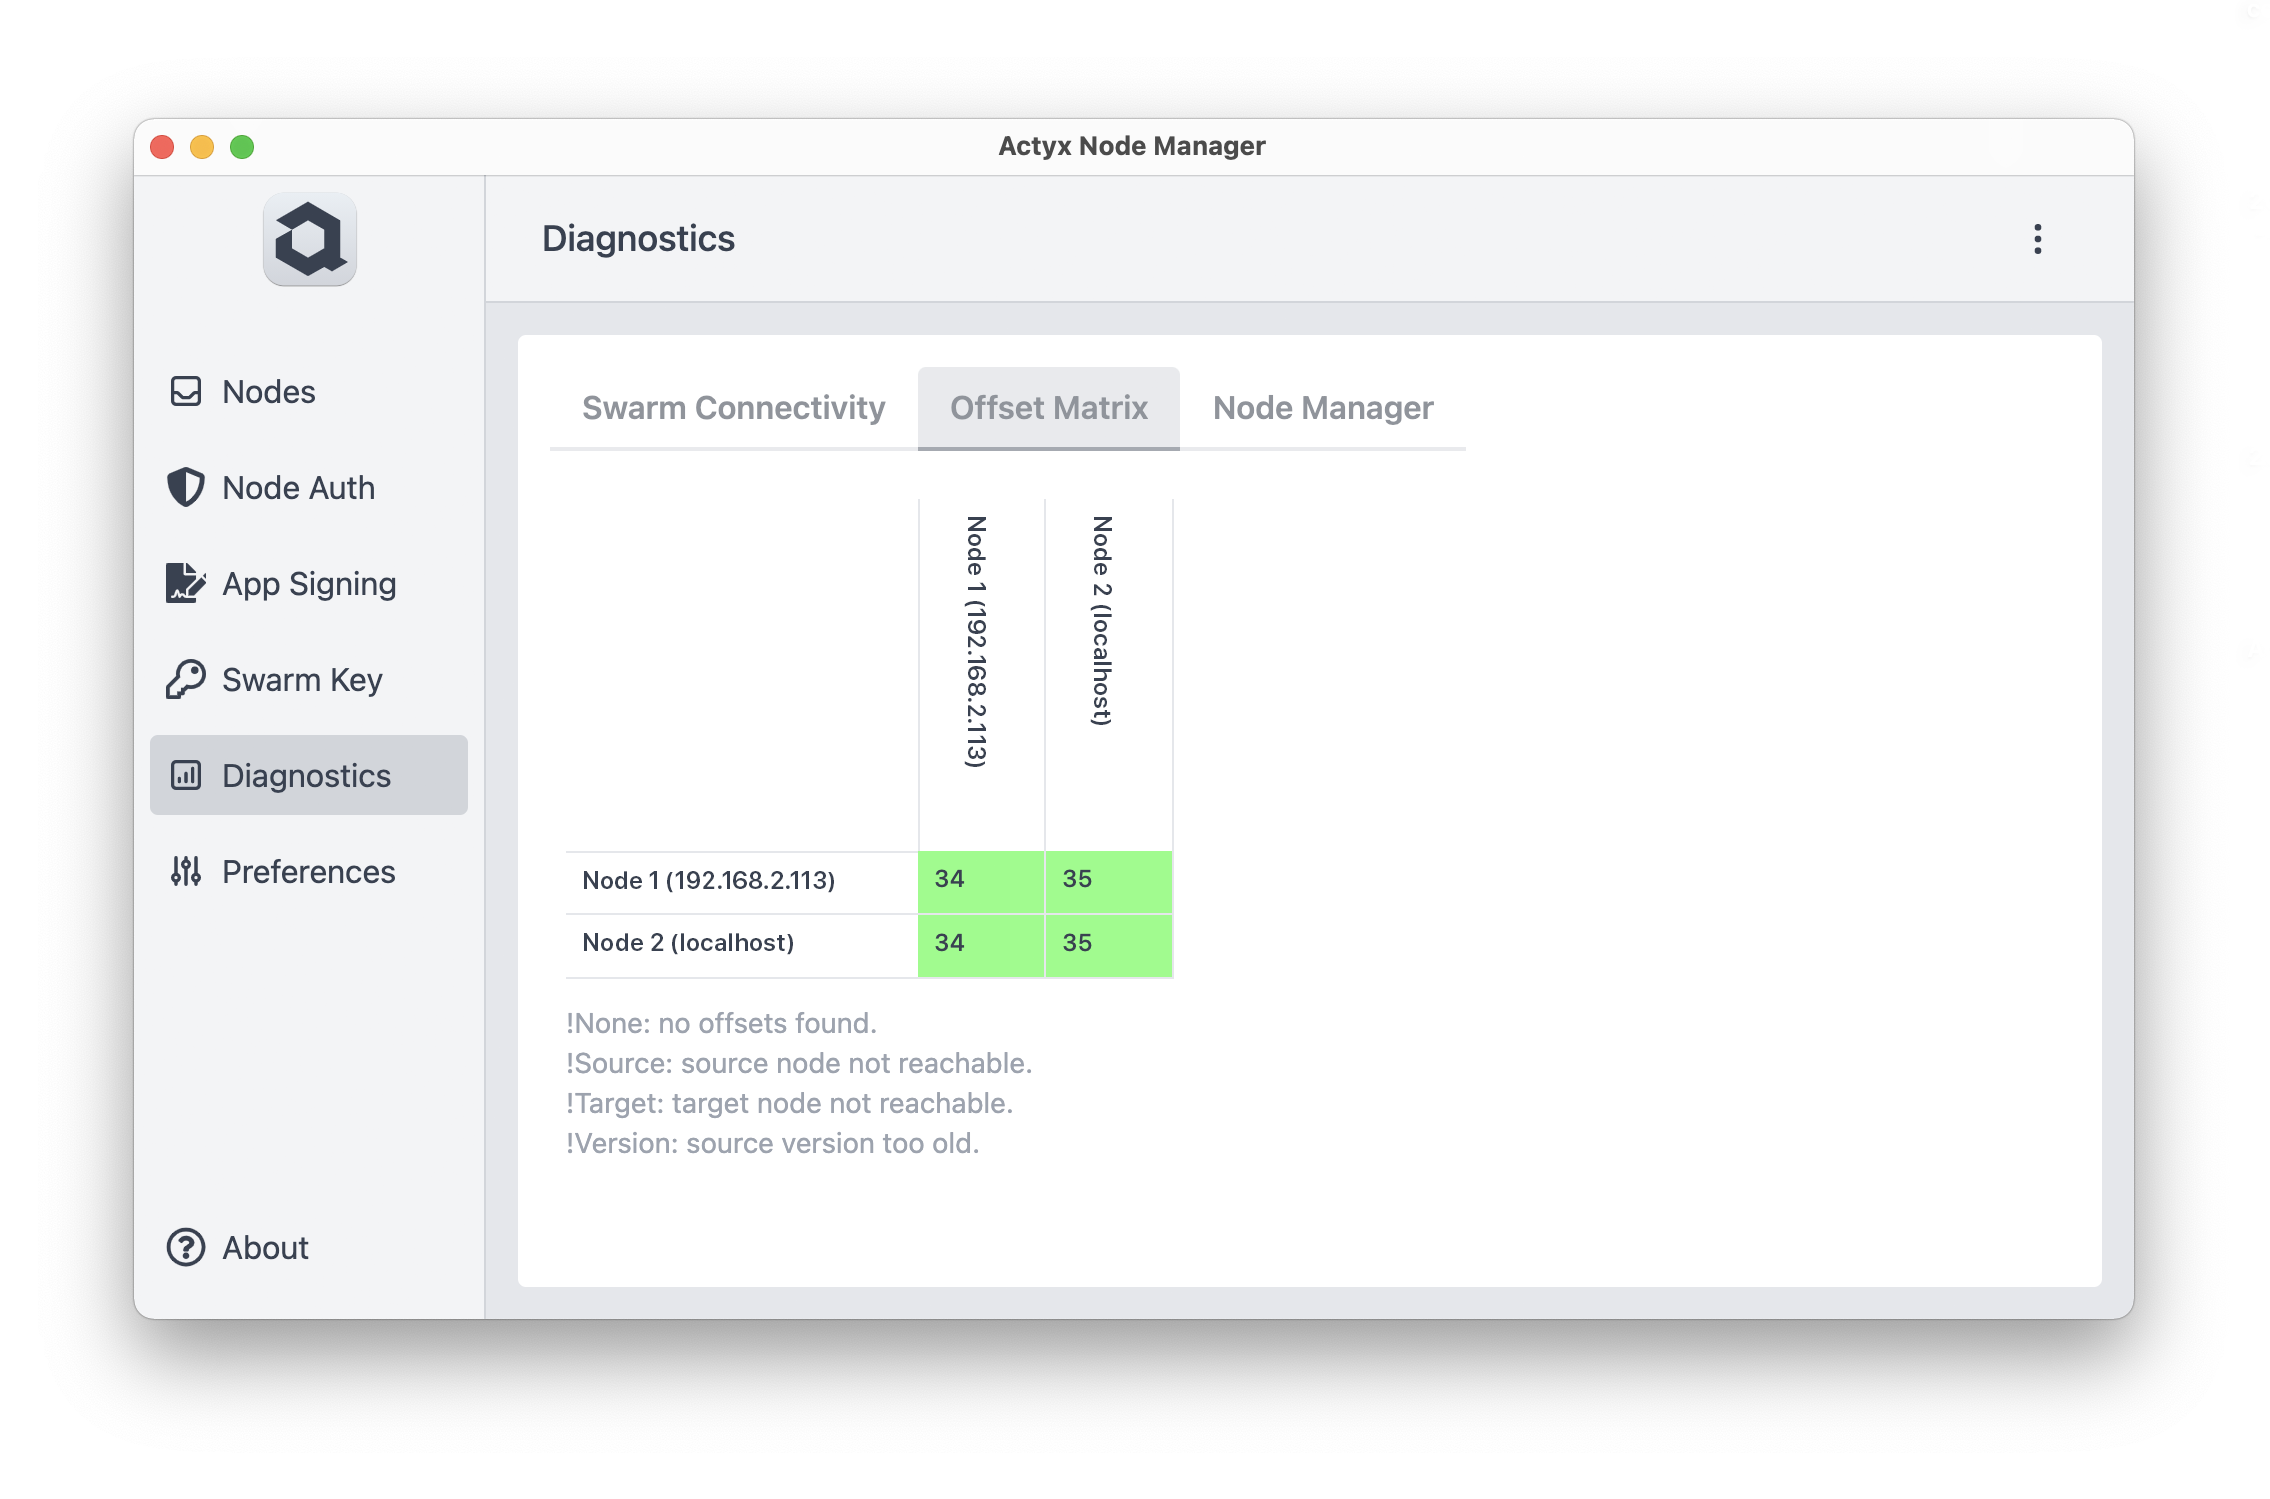 Actyx Node Manager
Diagnostics
Nodes
Node Auth
App Signing
Swarm Key
Diagnostics
Preferences
About
Swarm Connectivity
Offset Matrix
Node Manager
Node 1 (192.168.2.113)
Node 2 (localhost)
Node 1 (192.168.2.113) 34 35
Node 2 (localhost) 34 35
!None: no offsets found.
!Source: source node not reachable.
!Target: target node not reachable.
!Version: source version too old.